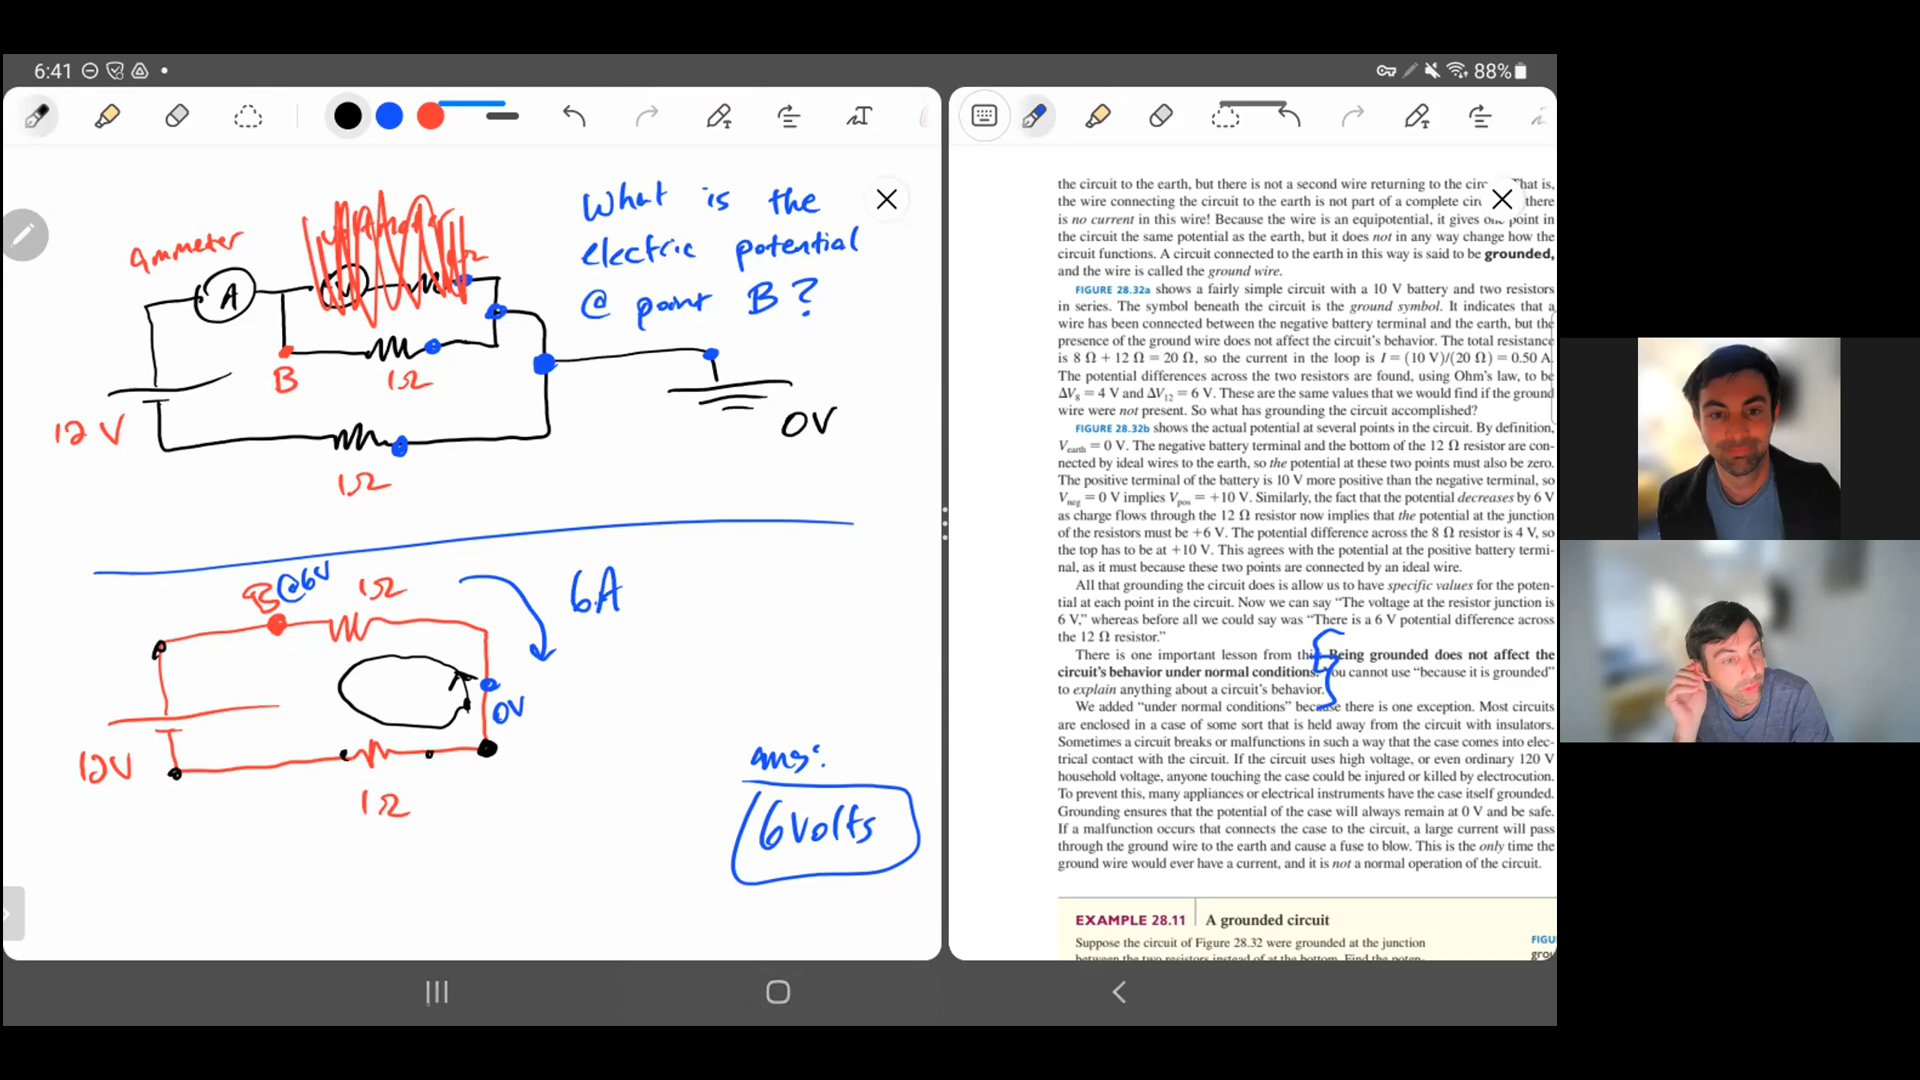 6:41
88%
What is the
electric potential
@ point B?
Ammeter
A
B
1Ω
12V
0V
1Ω
B @6V
1Ω
6A
0V
12V
1Ω
ans:
6 Volts
the circuit to the earth, but there is not a second wire returning to the That is,
the wire connecting the circuit to the earth is not part of a complete there
is no current in this wire! Because the wire is an equipotential, it gives one point in
the circuit the same potential as the earth, but it does not in any way change how the
circuit functions. A circuit connected to the earth in this way is said to be grounded,
and the wire is called the ground wire.
FIGURE 28.32a shows a fairly simple circuit with a 10 V battery and two resistors
in series. The symbol beneath the circuit is the ground symbol. It indicates that a
wire has been connected between the negative battery terminal and the earth, but the
presence of the ground wire does not affect the circuit's behavior. The total resistance
is 8 Ω + 12 Ω = 20 Ω, so the current in the loop is I = (10 V)/(20 Ω) = 0.50 A.
The potential differences across the two resistors are found, using Ohm's law, to be
ΔV₈ = 4 V and ΔV₁₂ = 6 V. These are the same values that we would find if the ground
wire were not present. So what has grounding the circuit accomplished?
FIGURE 28.32b shows the actual potential at several points in the circuit. By definition,
Vearth = 0 V. The negative battery terminal and the bottom of the 12 Ω resistor are con-
nected by ideal wires to the earth, so the potential at these two points must also be zero.
The positive terminal of the battery is 10 V more positive than the negative terminal, so
Vneg = 0 V implies Vpos = +10 V. Similarly, the fact that the potential decreases by 6 V
as charge flows through the 12 Ω resistor now implies that the potential at the junction
of the resistors must be +6 V. The potential difference across the 8 Ω resistor is 4 V, so
the top has to be at +10 V. This agrees with the potential at the positive battery termi-
nal, as it must because these two points are connected by an ideal wire.
All that grounding the circuit does is allow us to have specific values for the poten-
tial at each point in the circuit. Now we can say “The voltage at the resistor junction is
6 V,” whereas before all we could say was “There is a 6 V potential difference across
the 12 Ω resistor.”
There is one important lesson from this: Being grounded does not affect the
circuit's behavior under normal conditions. You cannot use “because it is grounded”
to explain anything about a circuit's behavior.
We added “under normal conditions” because there is one exception. Most circuits
are enclosed in a case of some sort that is held away from the circuit with insulators.
Sometimes a circuit breaks or malfunctions in such a way that the case comes into elec-
trical contact with the circuit. If the circuit uses high voltage, or even ordinary 120 V
household voltage, anyone touching the case could be injured or killed by electrocution.
To prevent this, many appliances or electrical instruments have the case itself grounded.
Grounding ensures that the potential of the case will always remain at 0 V and be safe.
If a malfunction occurs that connects the case to the circuit, a large current will pass
through the ground wire to the earth and cause a fuse to blow. This is the only time the
ground wire would ever have a current, and it is not a normal operation of the circuit.
EXAMPLE 28.11 A grounded circuit
Suppose the circuit of Figure 28.32 were grounded at the junction
between the two resistors instead of at the bottom. Find the poten-
FIGU
grou